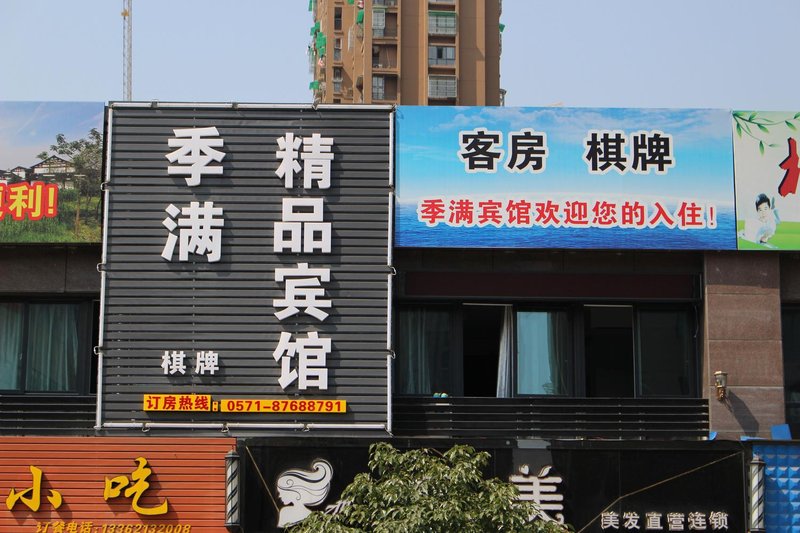 利!
季满
精品宾馆
棋牌
订房热线：0571-87688791
客房 棋牌
季满宾馆欢迎您的入住!
小吃
订餐电话:13362132008
美
美发直营连锁